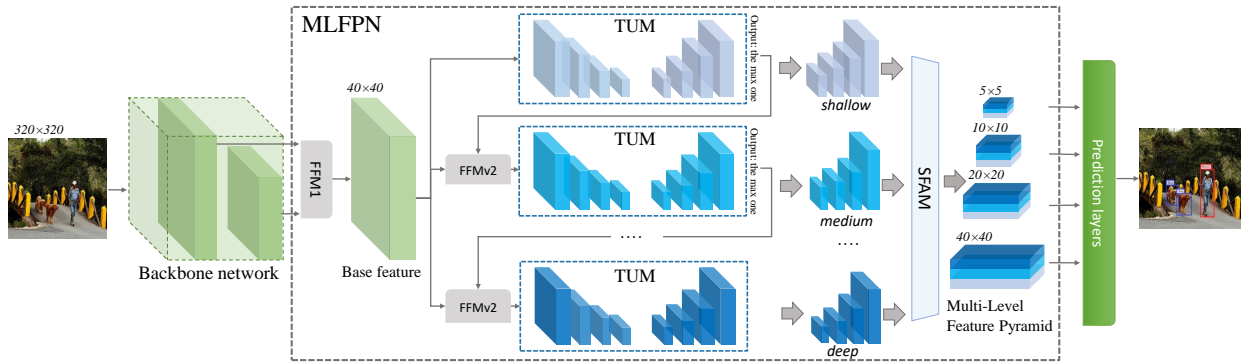 MLFPN
320×320
Backbone network
FFM1
40×40
Base feature
TUM
Output: the max one
shallow
FFMv2
TUM
Output: the max one
medium
....
....
FFMv2
TUM
deep
SFAM
5×5
10×10
20×20
40×40
Multi-Level
Feature Pyramid
Prediction layers